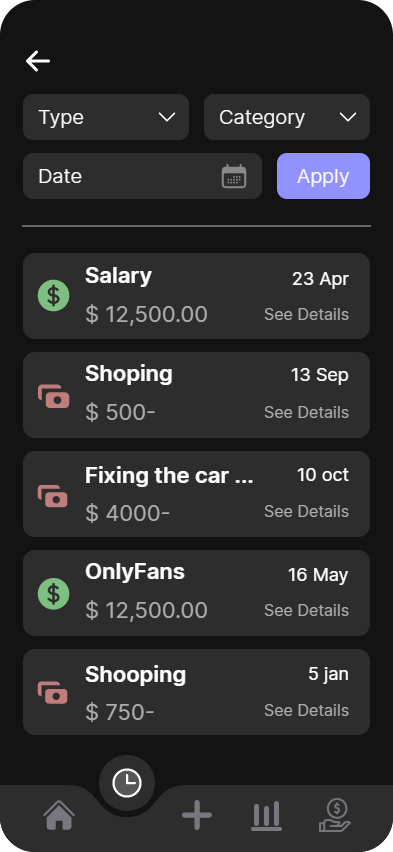 Type
Category
Date
Apply
Salary
23 Apr
$ 12,500.00
See Details
Shoping
13 Sep
$ 500-
See Details
Fixing the car ...
10 oct
$ 4000-
See Details
OnlyFans
16 May
$ 12,500.00
See Details
Shooping
5 jan
$ 750-
See Details